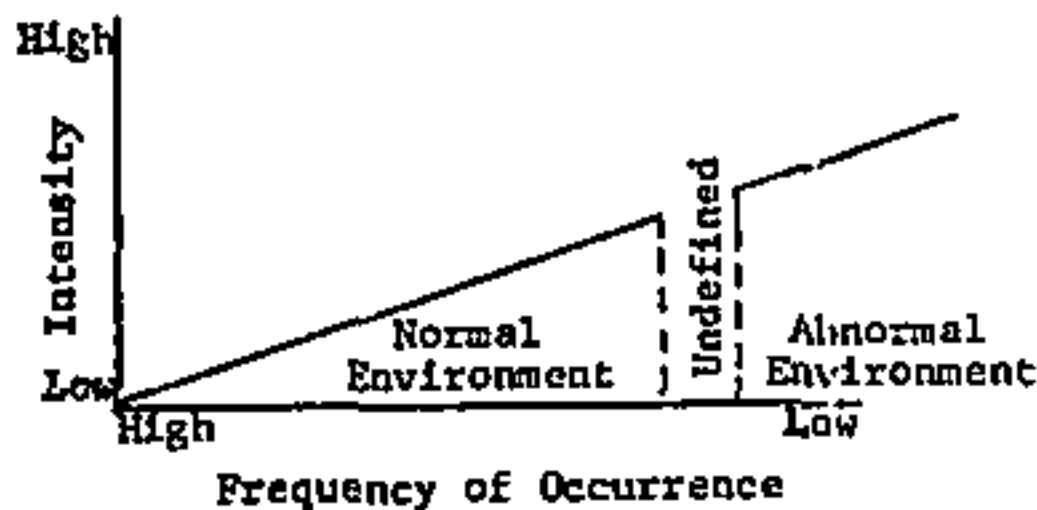 High
Intensity
Low
High
Normal
Environment
Undefined
Abnormal
Environment
Low
Frequency of Occurrence